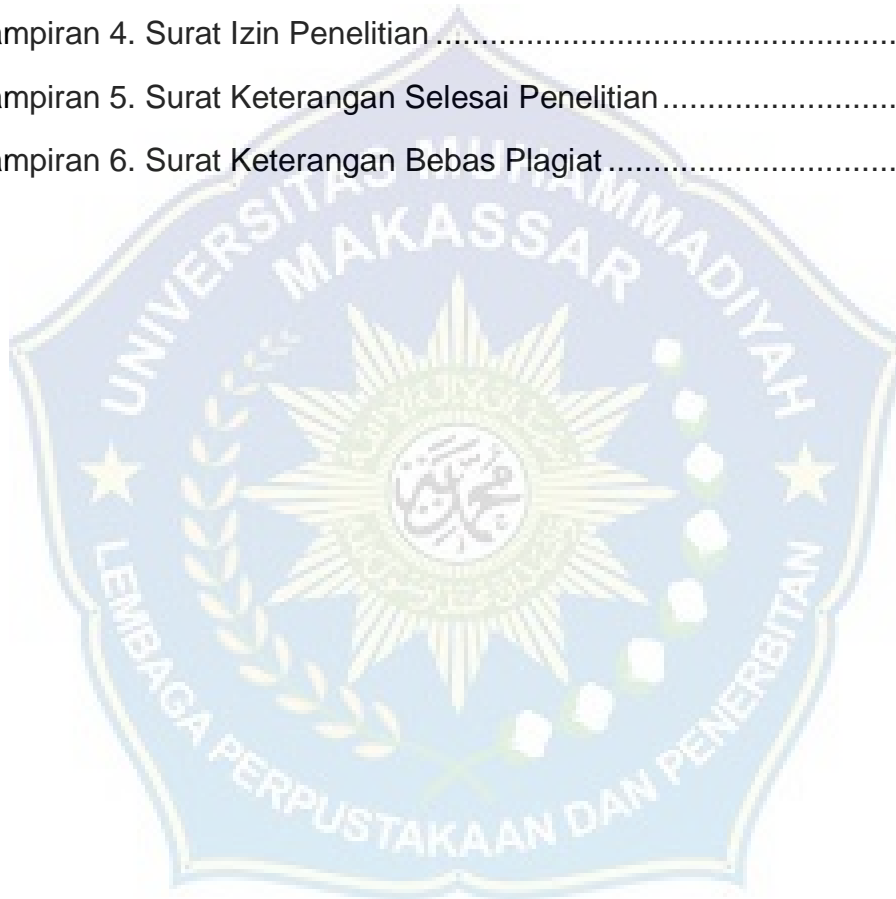 ampiran 4. Surat Izin Penelitian................................................
ampiran 5. Surat Keterangan Selesai Penelitian.......................
ampiran 6. Surat Keterangan Bebas Plagiat.............................
UNIVERSITAS MUHAMMADIYAH
MAKASSAR
LEMBAGA PERPUSTAKAAN DAN PENERBITAN